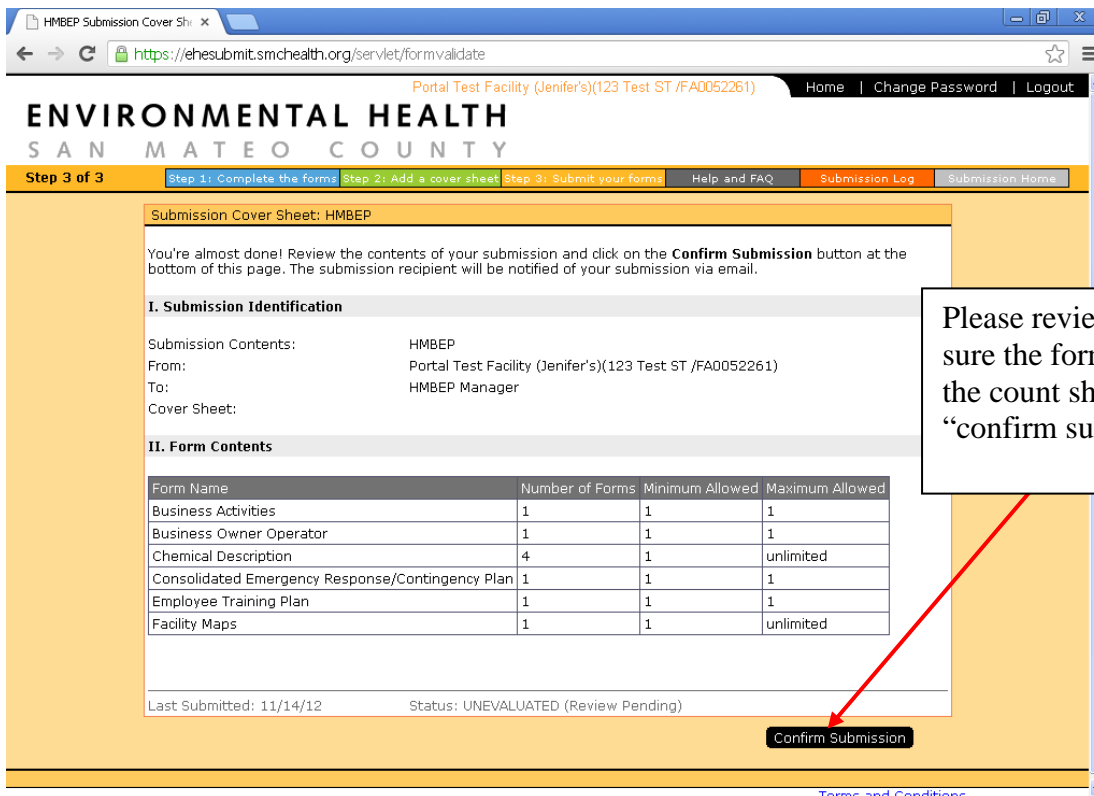 HMBEP Submission Cover She
https://ehesubmit.smchealth.org/servlet/formvalidate
Portal Test Facility (Jenifer's)(123 Test ST /FA0052261)
Home | Change Password | Logout
ENVIRONMENTAL HEALTH
SAN MATEO COUNTY
Step 3 of 3 Step 1: Complete the forms Step 2: Add a cover sheet Step 3: Submit your forms Help and FAQ Submission Log Submission Home
Submission Cover Sheet: HMBEP
You're almost done! Review the contents of your submission and click on the Confirm Submission button at the
bottom of this page. The submission recipient will be notified of your submission via email.
I. Submission Identification
Submission Contents: HMBEP
From: Portal Test Facility (Jenifer's)(123 Test ST /FA0052261)
To: HMBEP Manager
Cover Sheet:
II. Form Contents
Form Name Number of Forms Minimum Allowed Maximum Allowed
Business Activities 1 1 1
Business Owner Operator 1 1 1
Chemical Description 4 1 unlimited
Consolidated Emergency Response/Contingency Plan 1 1 1
Employee Training Plan 1 1 1
Facility Maps 1 1 unlimited
Last Submitted: 11/14/12 Status: UNEVALUATED (Review Pending)
Confirm Submission
Please revie
sure the for
the count sh
“confirm su
Terms and Conditions